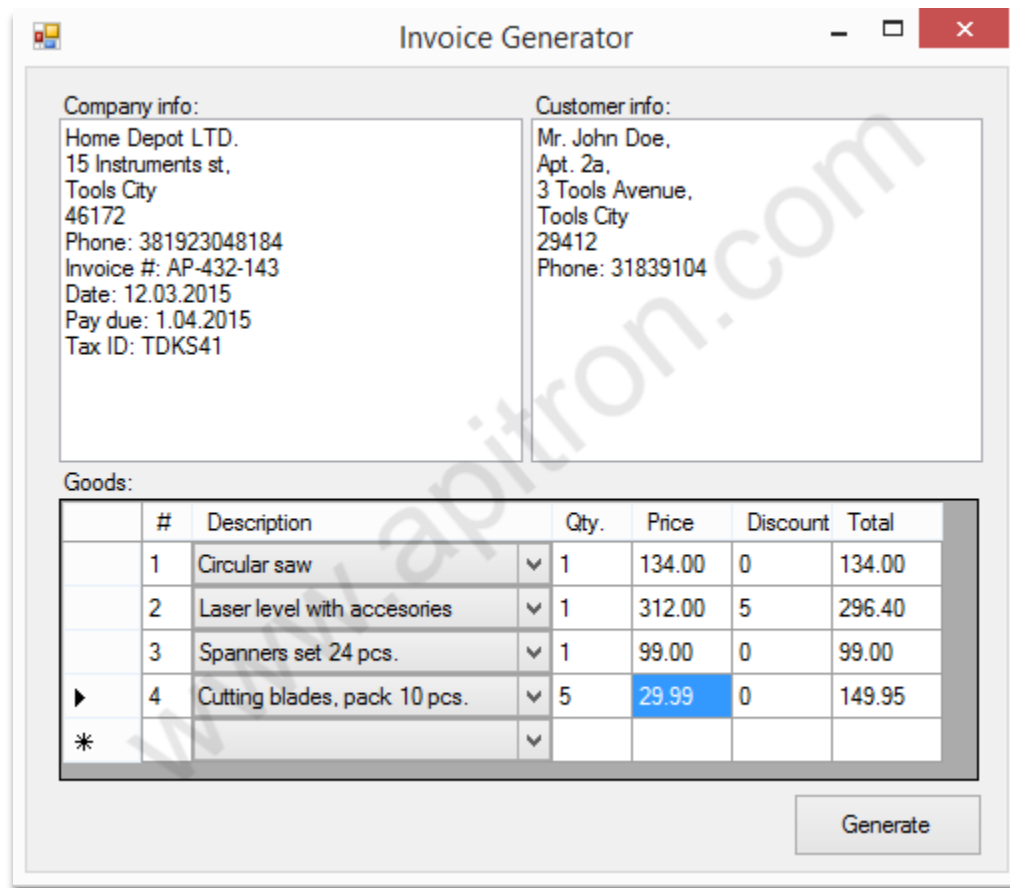 Invoice Generator
Company info:
Home Depot LTD.
15 Instruments st,
Tools City
46172
Phone: 381923048184
Invoice #: AP-432-143
Date: 12.03.2015
Pay due: 1.04.2015
Tax ID: TDKS41
Customer info:
Mr. John Doe,
Apt. 2a,
3 Tools Avenue,
Tools City
29412
Phone: 31839104
Goods:
# Description Qty. Price Discount Total
1 Circular saw 1 134.00 0 134.00
2 Laser level with accesories 1 312.00 5 296.40
3 Spanners set 24 pcs. 1 99.00 0 99.00
4 Cutting blades, pack 10 pcs. 5 29.99 0 149.95
Generate
www.apitron.com